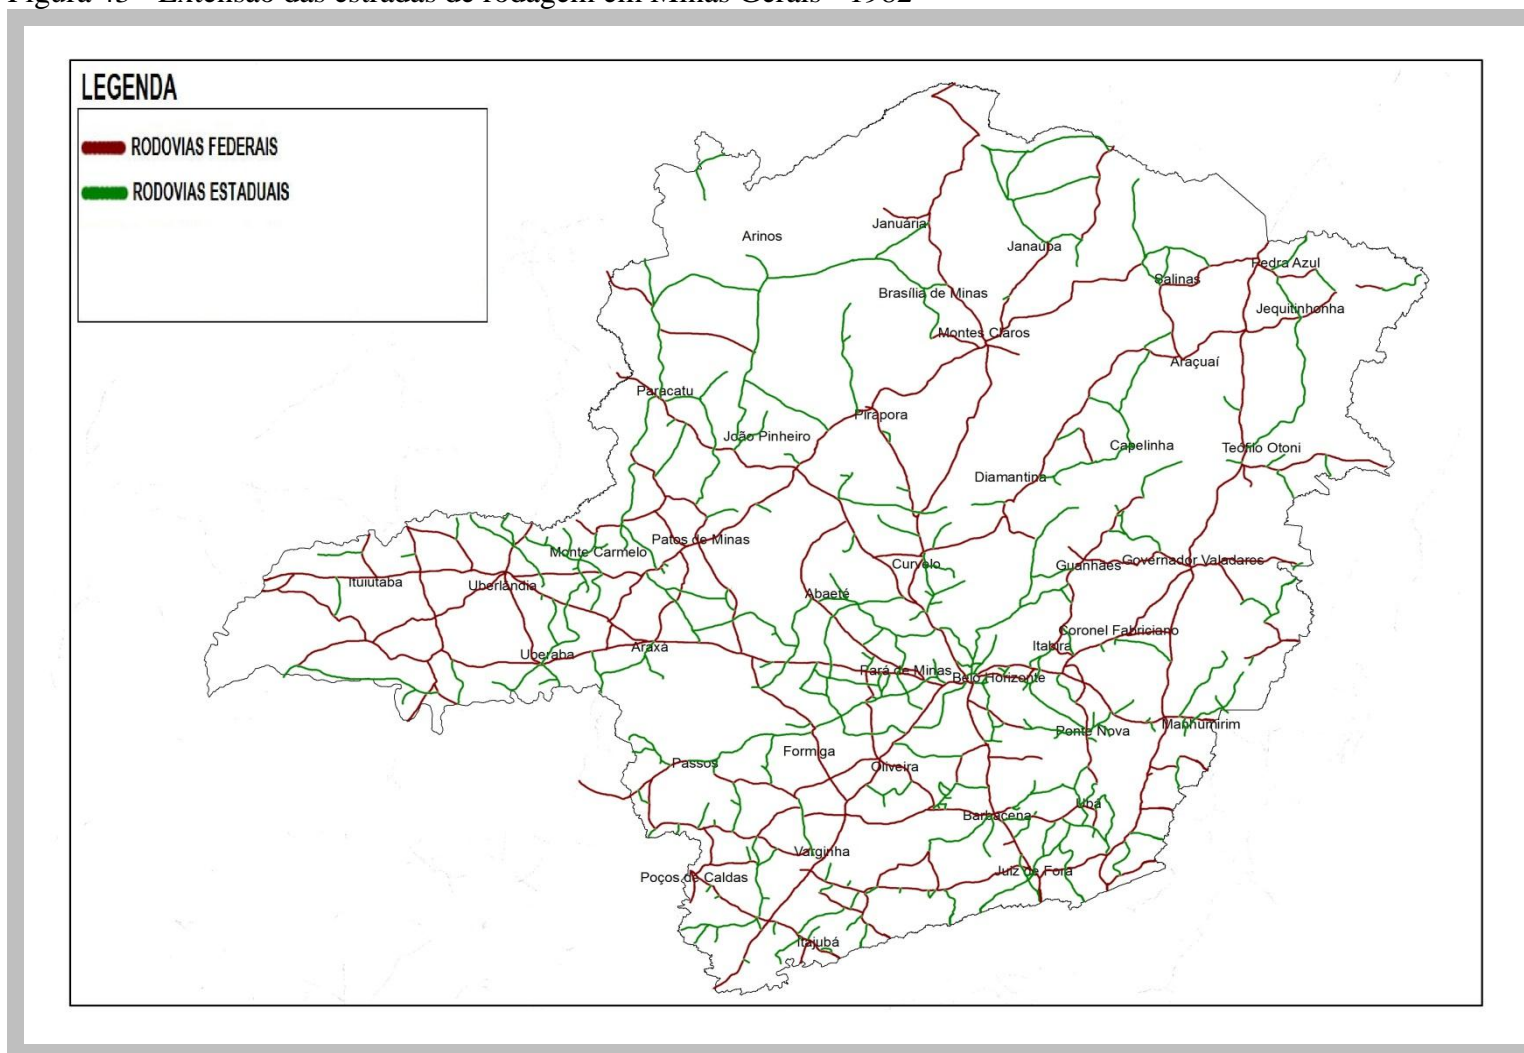 Figura 43 - Extensão das estradas de rodagem em Minas Gerais - 1982
LEGENDA
RODOVIAS FEDERAIS
RODOVIAS ESTADUAIS
Januária
Arinos
Janaúba
Pedra Azul
Salinas
Brasília de Minas
Jequitinhonha
Montes Claros
Araçuaí
Paracatu
Pirapora
João Pinheiro
Capelinha
Teófilo Otoni
Diamantina
Patos de Minas
Monte Carmelo
Governador Valadares
Curvelo
Guanhães
Ituiutaba
Uberlândia
Abaeté
Coronel Fabriciano
Itabira
Araxá
Uberaba
Pará de Minas
Belo Horizonte
Manhumirim
Ponte Nova
Formiga
Passos
Oliveira
Ubá
Barbacena
Varginha
Juiz de Fora
Poços de Caldas
Itajubá